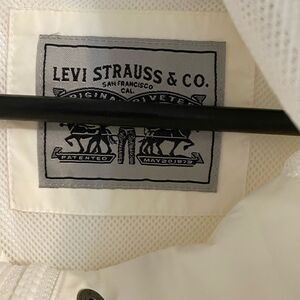 LEVI STRAUSS & CO.
SAN FRANCISCO
CAL.
PATENTED
MAY 20 1873